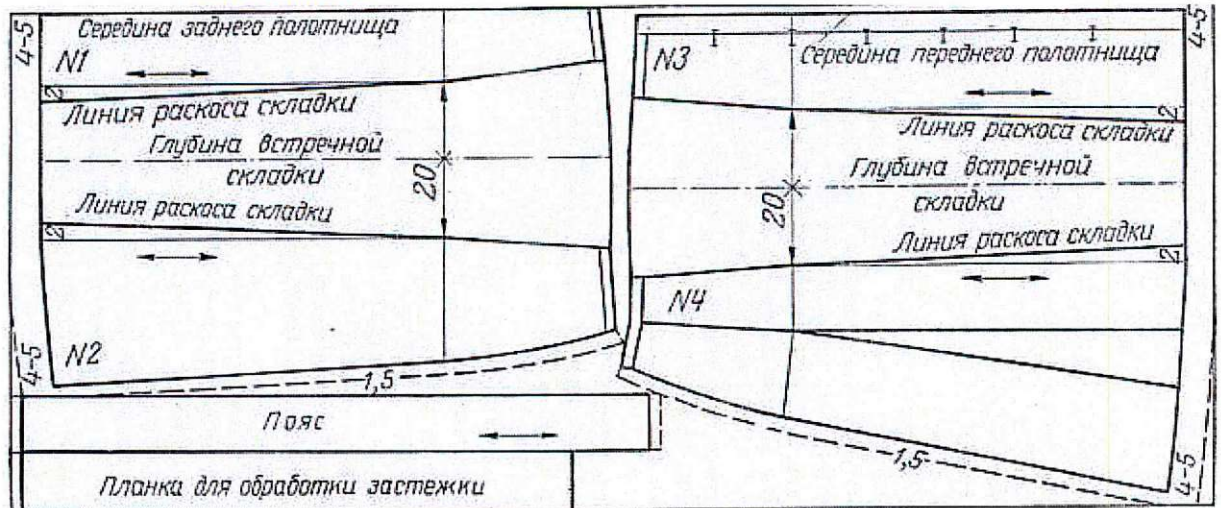 4-5
Середина заднего полотнища
N1
2
Линия раскоса складки
Глубина встречной
складки
20
Линия раскоса складки
2
N2
4-5
1,5
Пояс
Планка для обработки застежки
4-5
N3
Середина переднего полотнища
2
Линия раскоса складки
Глубина встречной
складки
20
Линия раскоса складки
2
N4
1,5
4-5